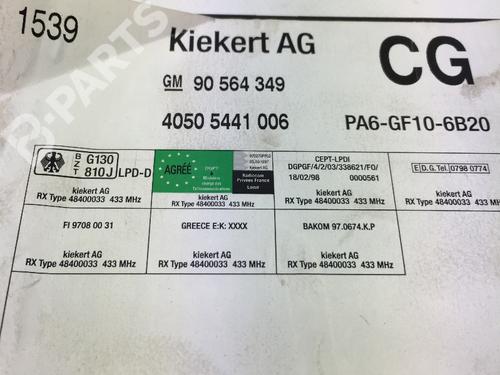 1539
Kiekert AG
CG
GM 90 564 349
4050 5441 006
PA6-GF10-6B20
B-PARTS
BZT G130 810J LPD-D
kiekert AG
RX Type 48400033 433 MHz
AGRÉÉ
kiekert AG
RX Type 48400033 433 MHz
CEPT-LPDI
DGPGF/4/2/03/338621/F0/
18/02/98 0000561
kiekert AG
RX Type 48400033 433 MHz
E D.G.Tel. 0798 0774
kiekert AG
RX Type 48400033 433 MHz
FI 9708 00 31
kiekert AG
RX Type 48400033 433 MHz
GREECE E:K: XXXX
kiekert AG
RX Type 48400033 433 MHz
BAKOM 97.0674.K.P
kiekert AG
RX Type 48400033 433 MHz